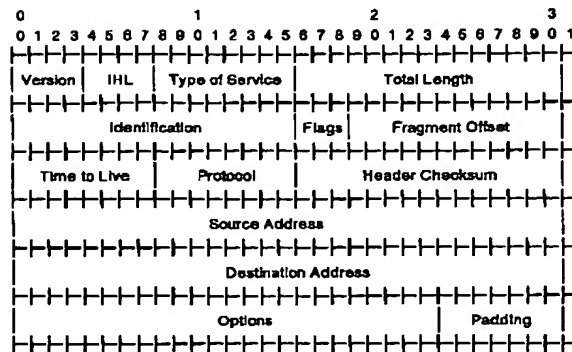 0 1 2 3
0 1 2 3 4 5 6 7 8 9 0 1 2 3 4 5 6 7 8 9 0 1 2 3 4 5 6 7 8 9 0 1
Version IHL Type of Service Total Length
Identification Flags Fragment Offset
Time to Live Protocol Header Checksum
Source Address
Destination Address
Options Padding